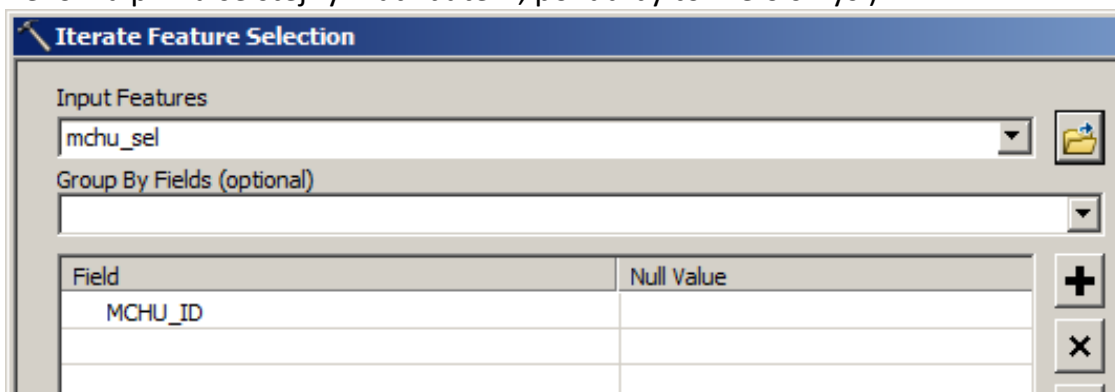 Iterate Feature Selection
Input Features
mchu_sel
Group By Fields (optional)
Field Null Value
MCHU_ID